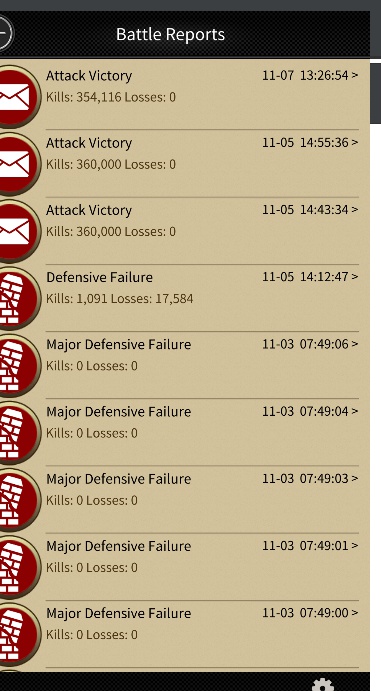 Battle Reports
Attack Victory 11-07 13:26:54 >
Kills: 354,116 Losses: 0
Attack Victory 11-05 14:55:36 >
Kills: 360,000 Losses: 0
Attack Victory 11-05 14:43:34 >
Kills: 360,000 Losses: 0
Defensive Failure 11-05 14:12:47 >
Kills: 1,091 Losses: 17,584
Major Defensive Failure 11-03 07:49:06 >
Kills: 0 Losses: 0
Major Defensive Failure 11-03 07:49:04 >
Kills: 0 Losses: 0
Major Defensive Failure 11-03 07:49:03 >
Kills: 0 Losses: 0
Major Defensive Failure 11-03 07:49:01 >
Kills: 0 Losses: 0
Major Defensive Failure 11-03 07:49:00 >
Kills: 0 Losses: 0